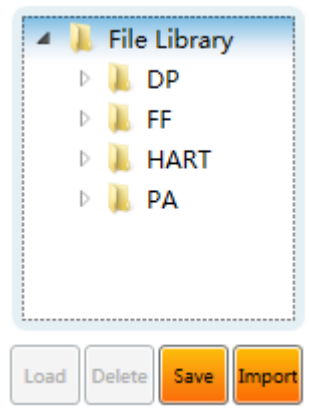 File Library
DP
FF
HART
PA
Load Delete Save Import